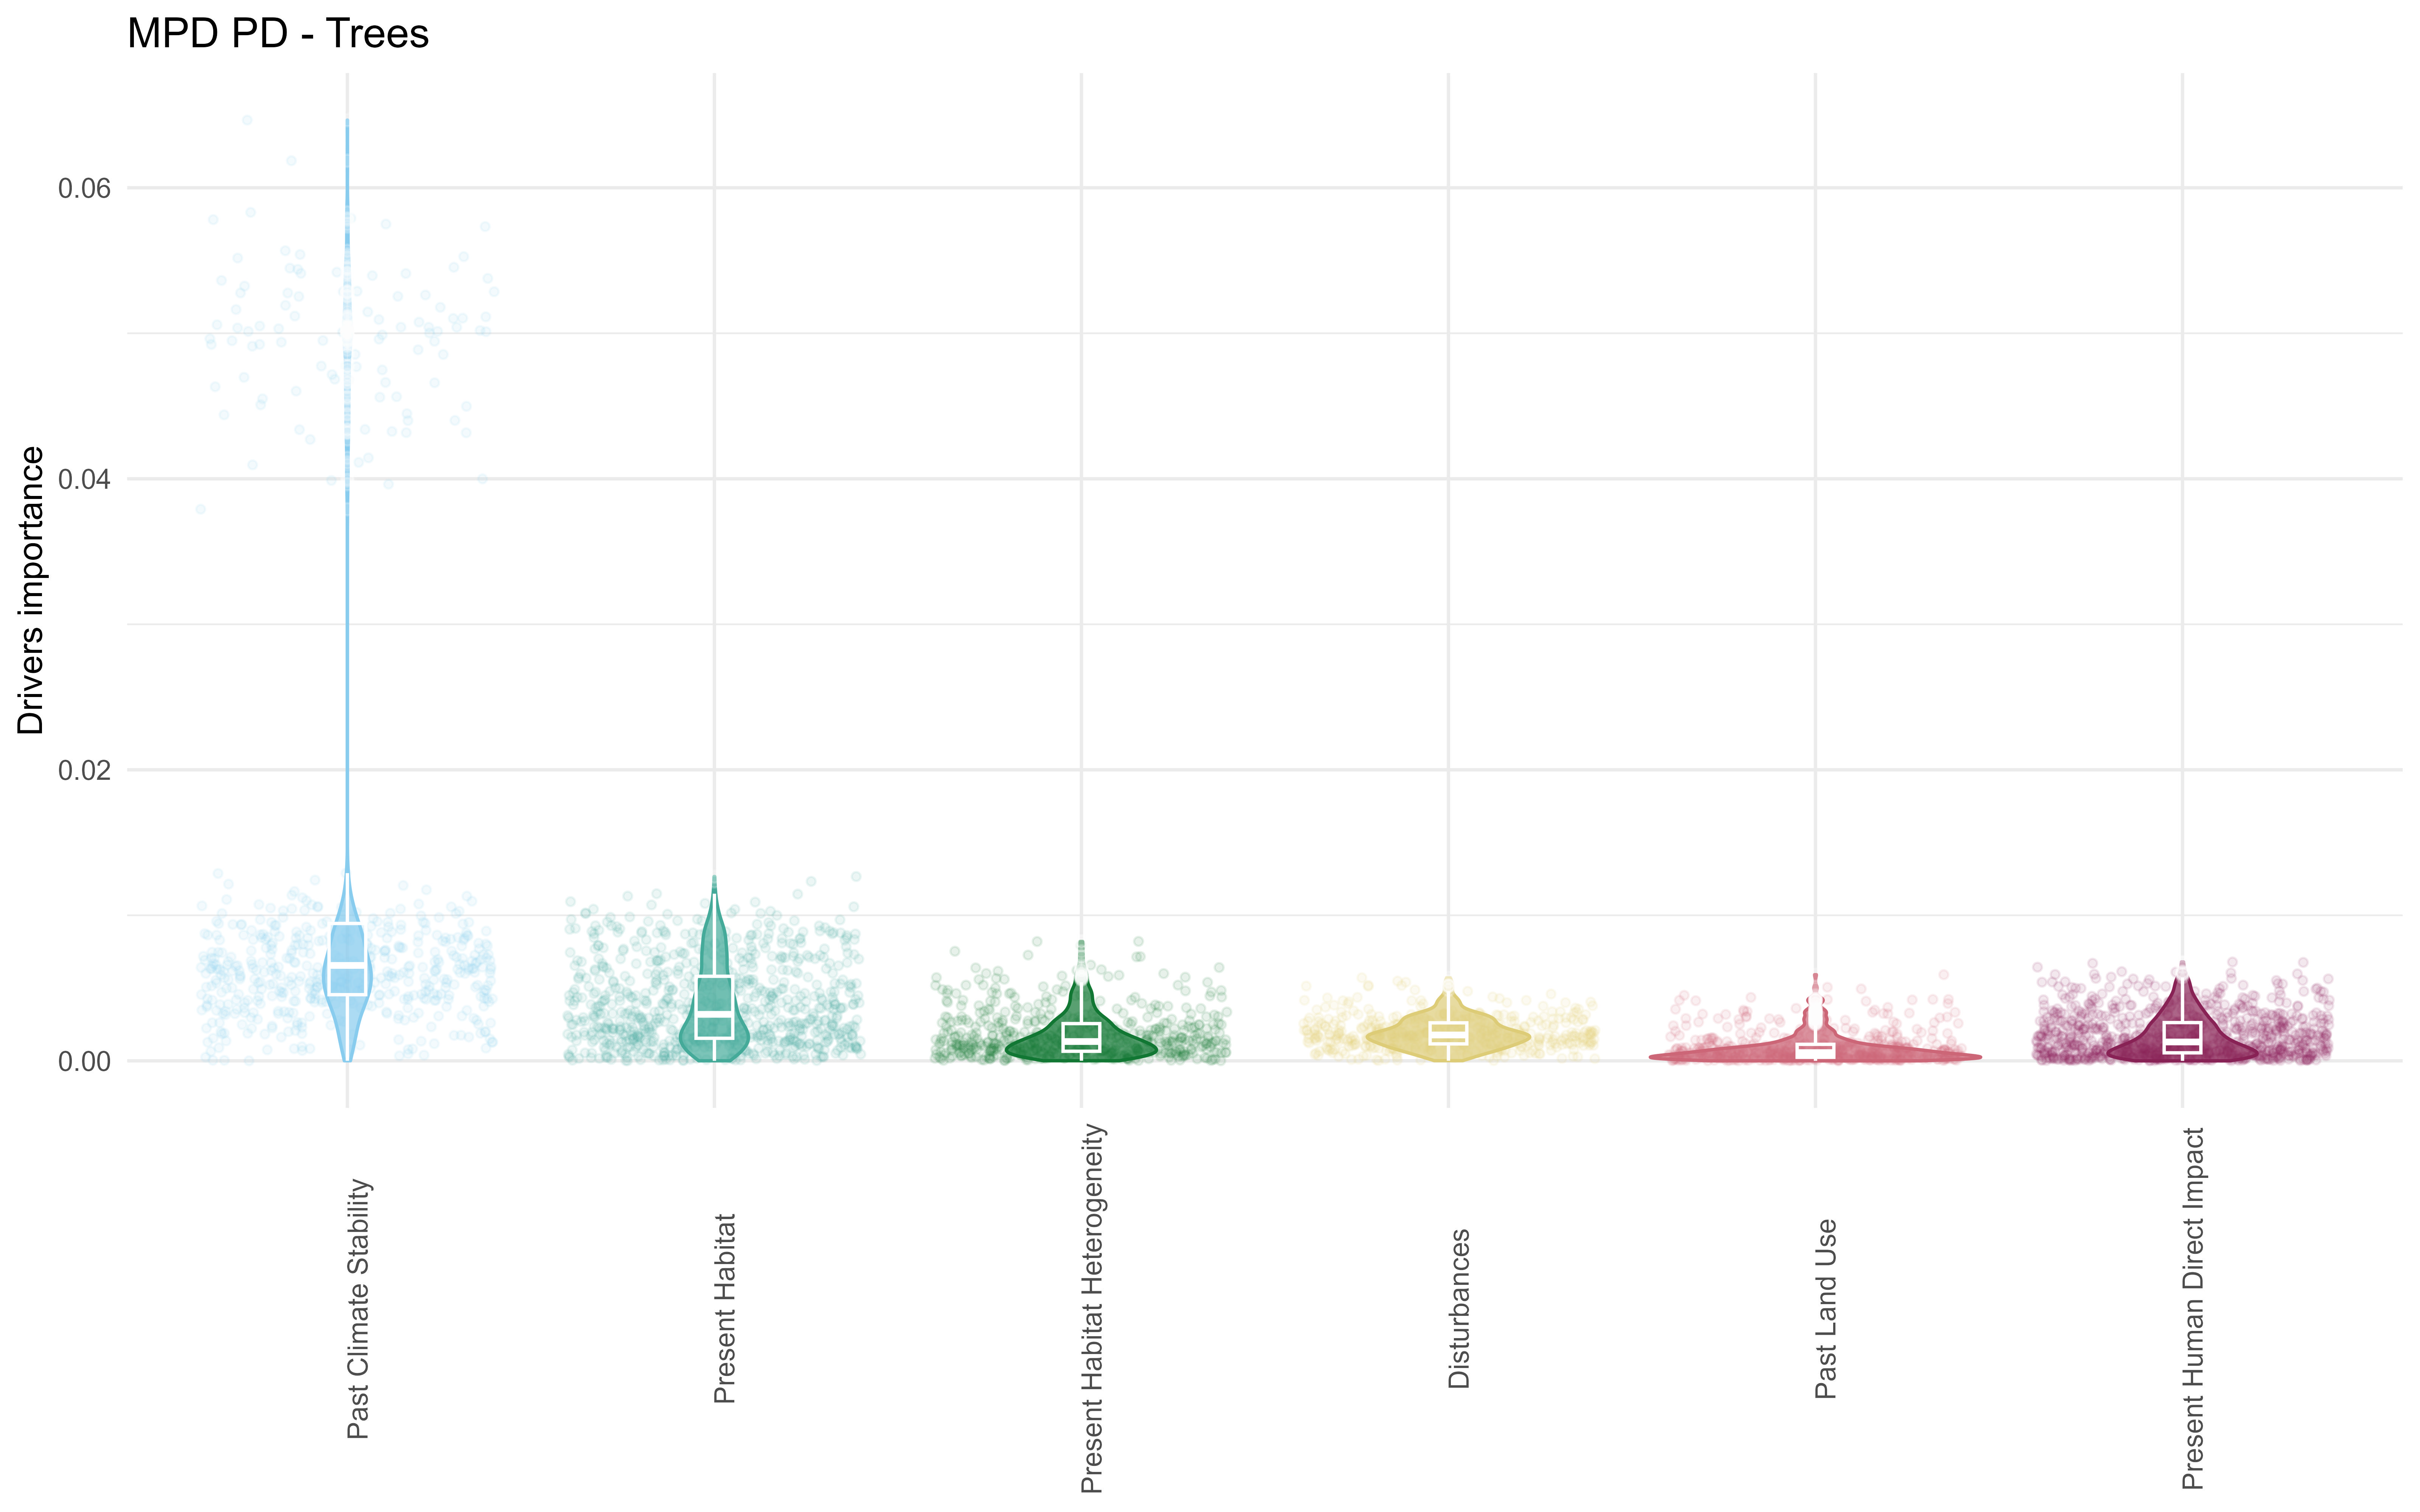 MPD PD - Trees
Drivers importance
0.06
0.04
0.02
0.00
Past Climate Stability
Present Habitat
Present Habitat Heterogeneity
Disturbances
Past Land Use
Present Human Direct Impact